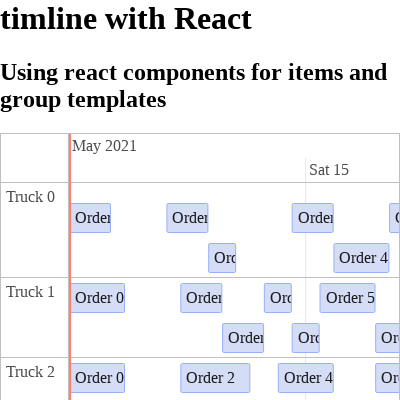 timline with React
Using react components for items and
group templates
May 2021
Sat 15
Truck 0
Order
Order
Order
Ord
Order 4
Truck 1
Order 0
Order
Ord
Order 5
Order
Ord
Ord
Truck 2
Order 0
Order 2
Order 4
Ord